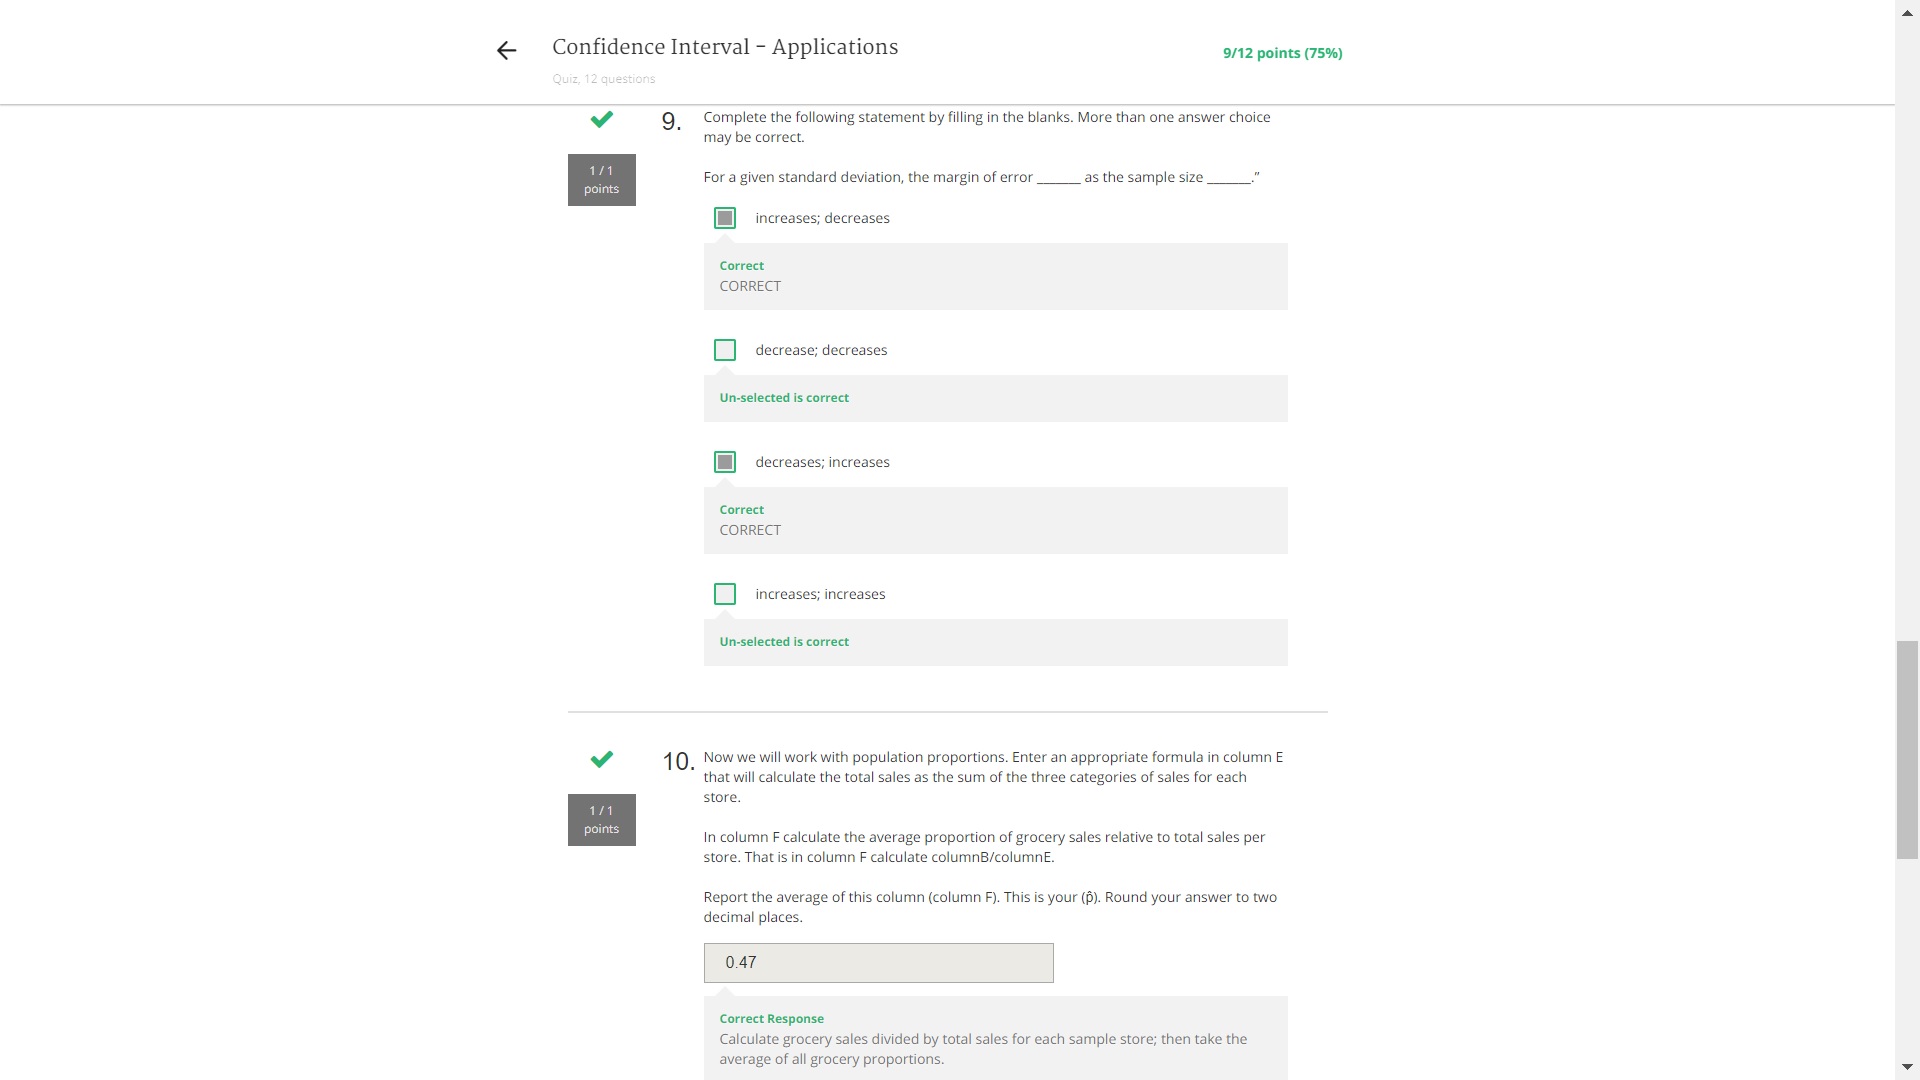 Confidence Interval - Applications
Quiz, 12 questions
9/12 points (75%)
1 / 1
points
9.
Complete the following statement by filling in the blanks. More than one answer choice
may be correct.
For a given standard deviation, the margin of error _______ as the sample size _______.”
increases; decreases
Correct
CORRECT
decrease; decreases
Un-selected is correct
decreases; increases
Correct
CORRECT
increases; increases
Un-selected is correct
1 / 1
points
10.
Now we will work with population proportions. Enter an appropriate formula in column E
that will calculate the total sales as the sum of the three categories of sales for each
store.
In column F calculate the average proportion of grocery sales relative to total sales per
store. That is in column F calculate columnB/columnE.
Report the average of this column (column F). This is your (p̂). Round your answer to two
decimal places.
0.47
Correct Response
Calculate grocery sales divided by total sales for each sample store; then take the
average of all grocery proportions.